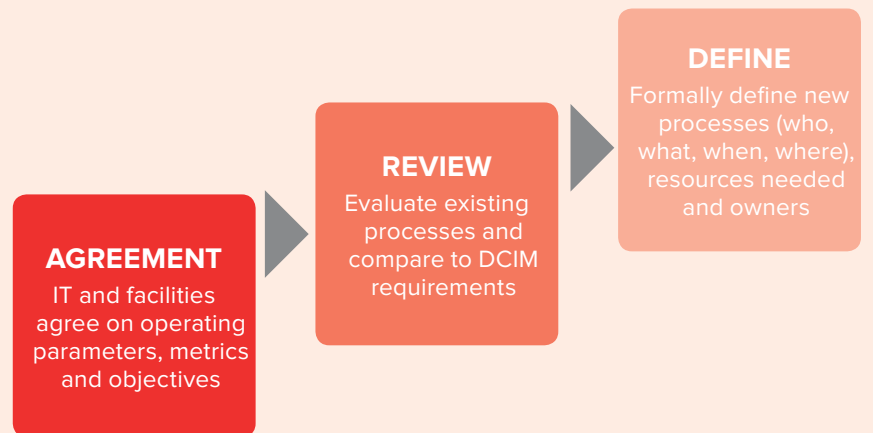 AGREEMENT
IT and facilities
agree on operating
parameters, metrics
and objectives
REVIEW
Evaluate existing
processes and
compare to DCIM
requirements
DEFINE
Formally define new
processes (who,
what, when, where),
resources needed
and owners